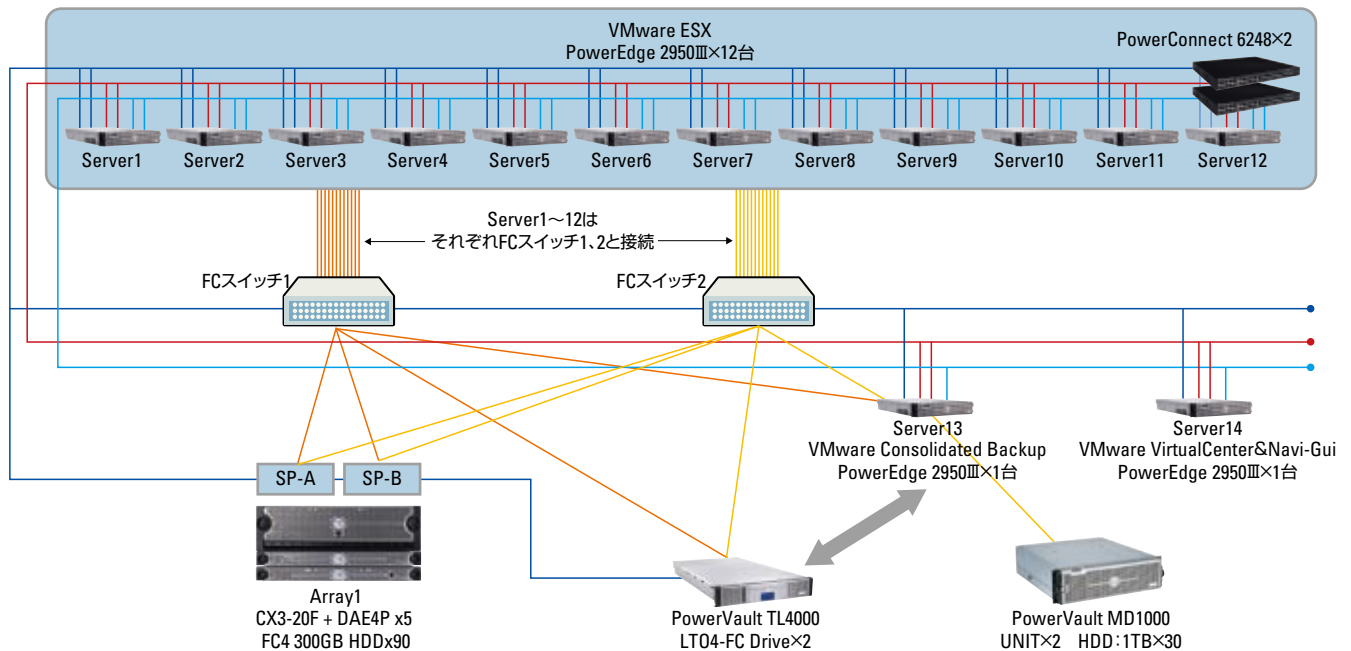 VMware ESX
PowerEdge 2950Ⅲ×12台
PowerConnect 6248×2
Server1
Server2
Server3
Server4
Server5
Server6
Server7
Server8
Server9
Server10
Server11
Server12
Server1～12は
それぞれFCスイッチ1、2と接続
FCスイッチ1
FCスイッチ2
Server13
VMware Consolidated Backup
PowerEdge 2950Ⅲ×1台
Server14
VMware VirtualCenter&Navi-Gui
PowerEdge 2950Ⅲ×1台
SP-A
SP-B
Array1
CX3-20F + DAE4P x5
FC4 300GB HDDx90
PowerVault TL4000
LTO4-FC Drive×2
PowerVault MD1000
UNIT×2 HDD：1TB×30